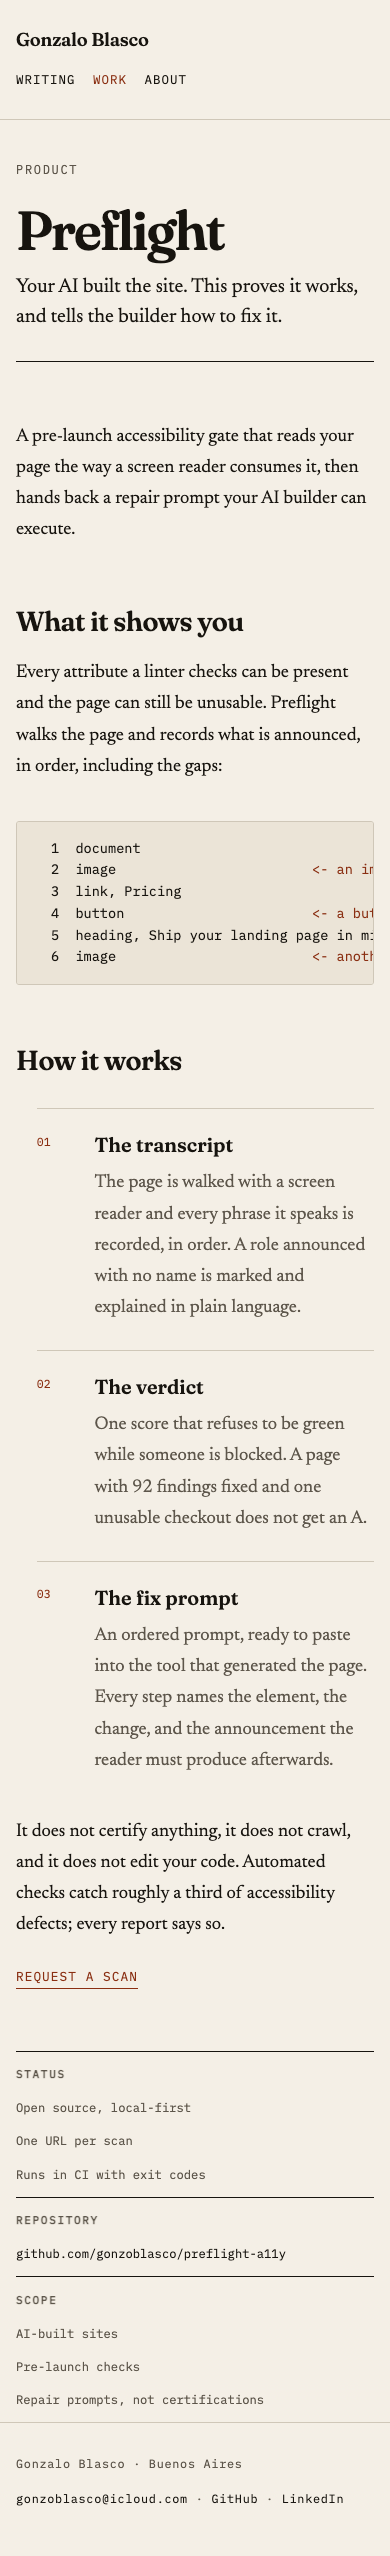 Gonzalo Blasco
WRITING WORK ABOUT
PRODUCT
Preflight
Your AI built the site. This proves it works,
and tells the builder how to fix it.
A pre-launch accessibility gate that reads your
page the way a screen reader consumes it, then
hands back a repair prompt your AI builder can
execute.
What it shows you
Every attribute a linter checks can be present
and the page can still be unusable. Preflight
walks the page and records what is announced,
in order, including the gaps:
1 document
2 image <- an
3 link, Pricing
4 button <- a
5 heading, Ship your landing page in
6 image <-
How it works
01 The transcript
The page is walked with a screen
reader and every phrase it speaks is
recorded, in order. A role announced
with no name is marked and
explained in plain language.
02 The verdict
One score that refuses to be green
while someone is blocked. A page
with 92 findings fixed and one
unusable checkout does not get an A.
03 The fix prompt
An ordered prompt, ready to paste
into the tool that generated the page.
Every step names the element, the
change, and the announcement the
reader must produce afterwards.
It does not certify anything, it does not crawl,
and it does not edit your code. Automated
checks catch roughly a third of accessibility
defects; every report says so.
REQUEST A SCAN
STATUS
Open source, local-first
One URL per scan
Runs in CI with exit codes
REPOSITORY
github.com/gonzoblasco/preflight-a11y
SCOPE
AI-built sites
Pre-launch checks
Repair prompts, not certifications
Gonzalo Blasco · Buenos Aires
gonzoblasco@icloud.com · GitHub · LinkedIn